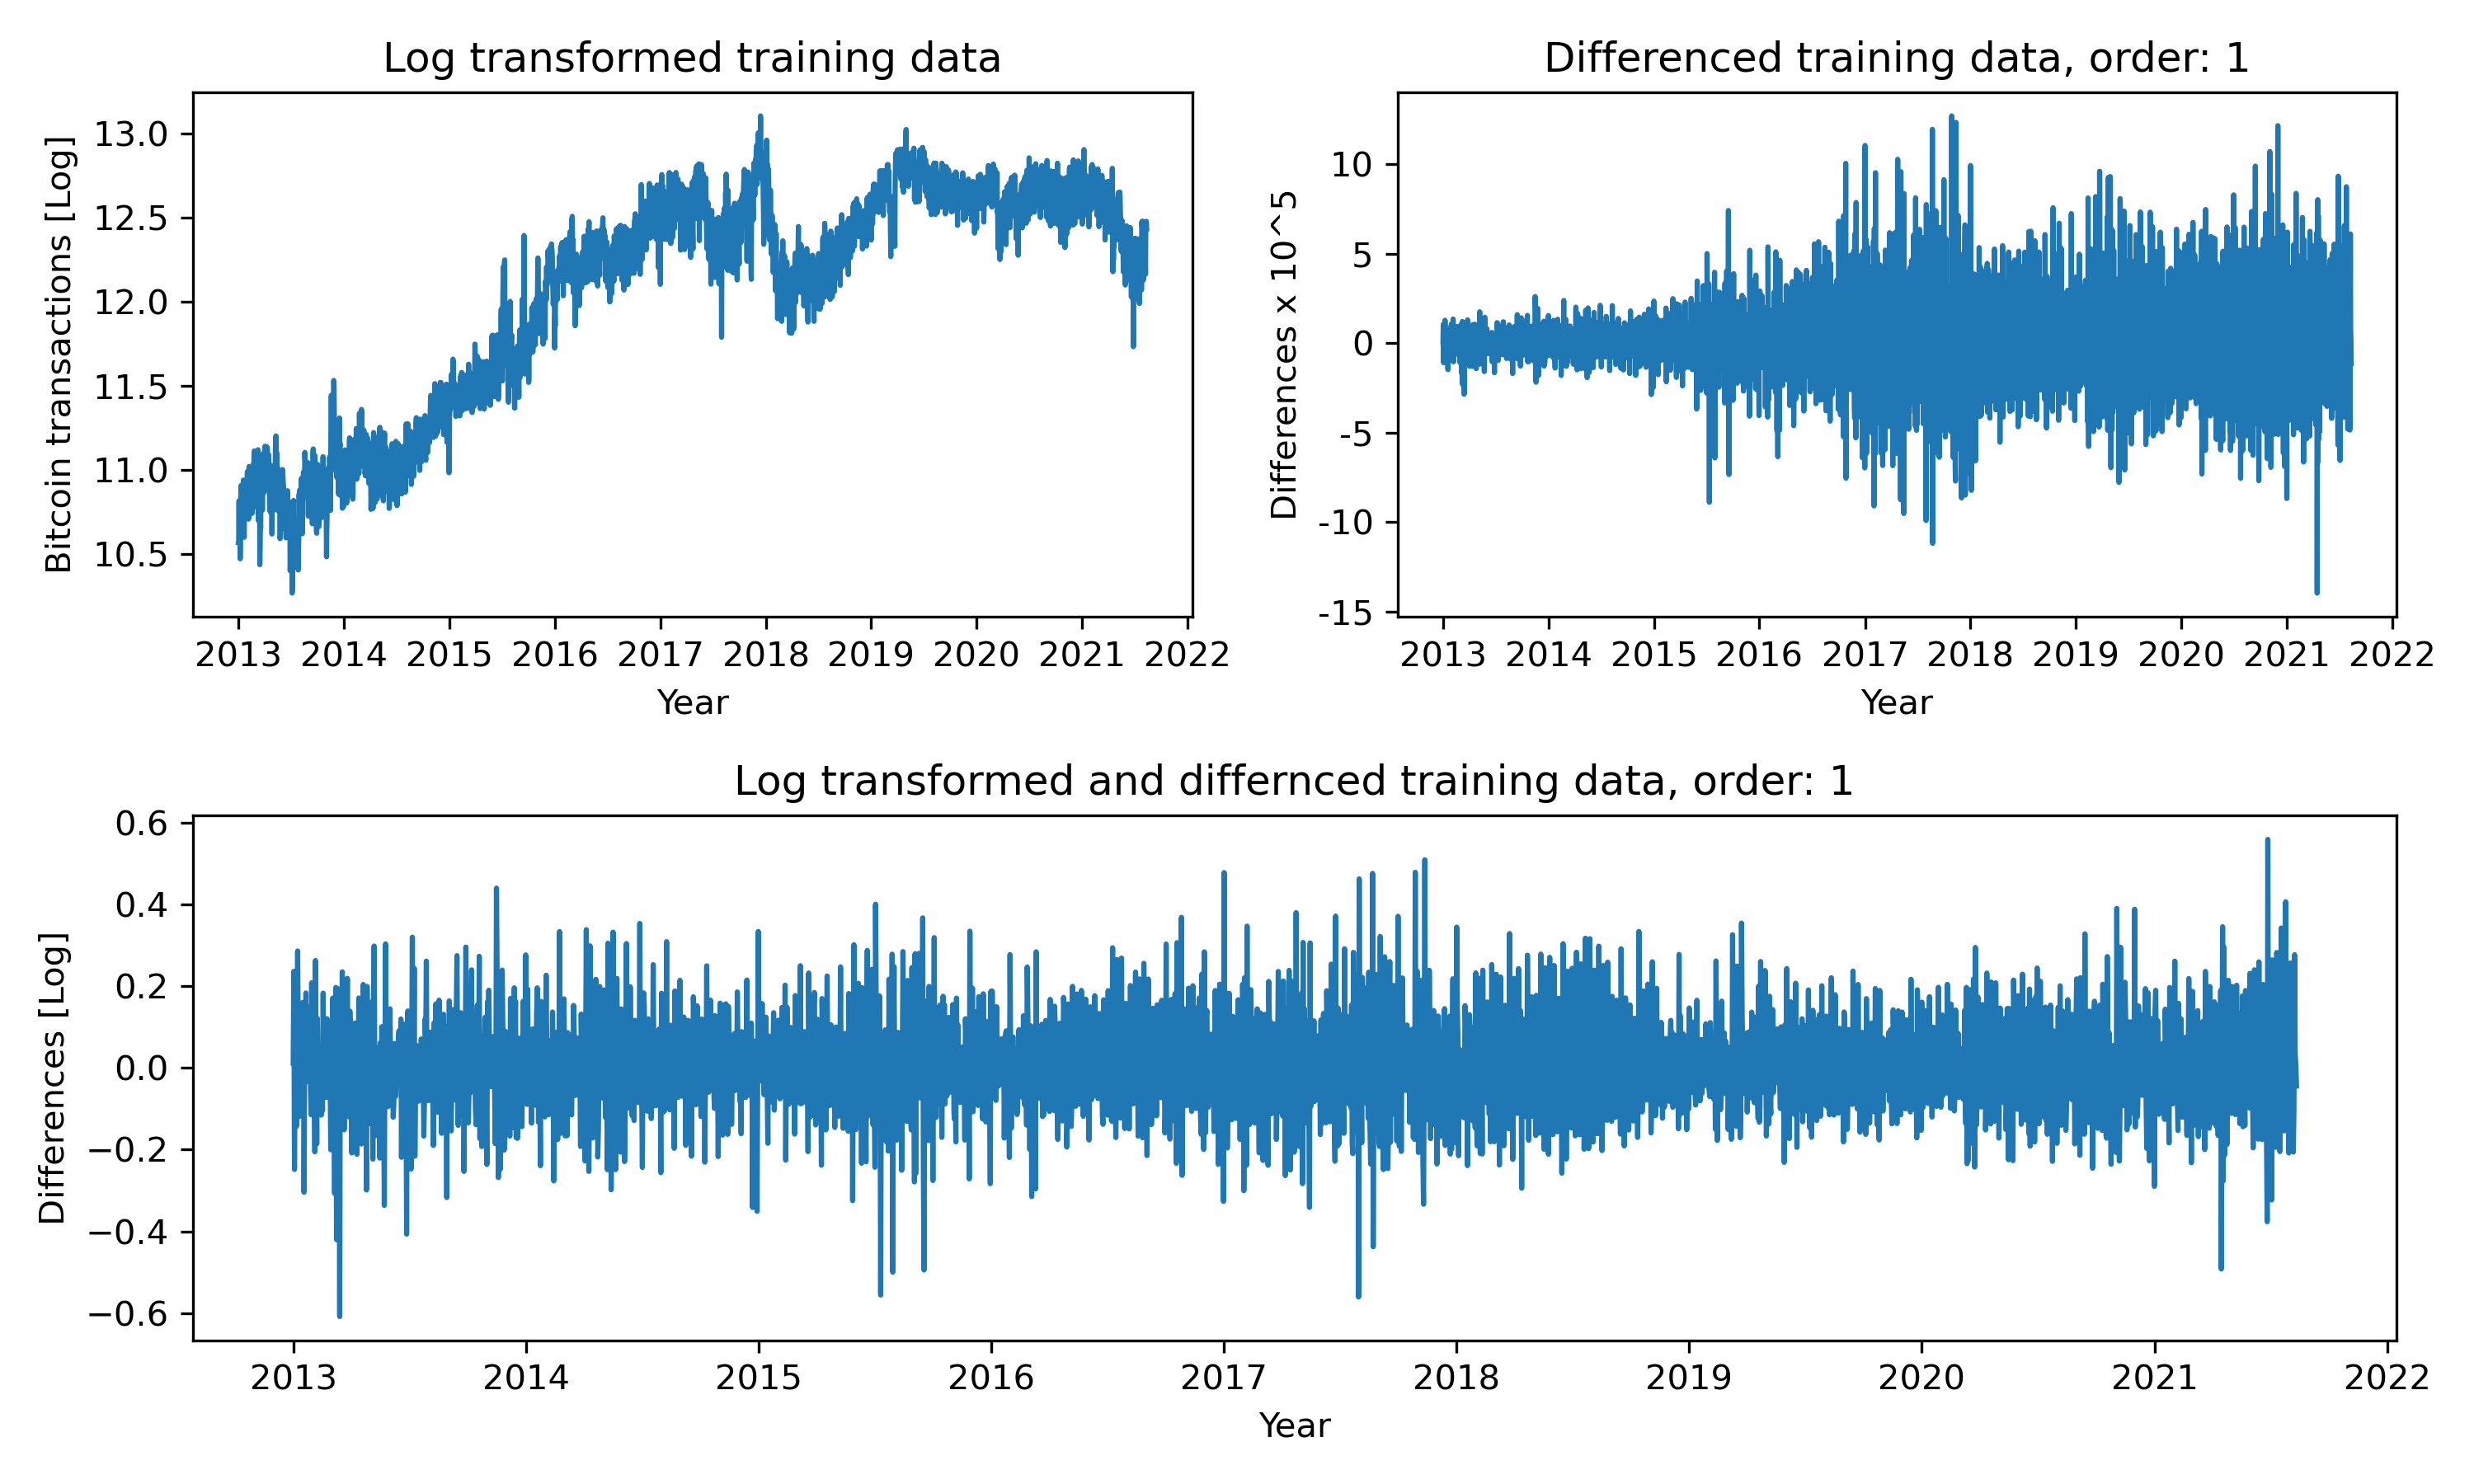 Log transformed training data
Bitcoin transactions [Log]
13.0
12.5
12.0
11.5
11.0
10.5
2013 2014 2015 2016 2017 2018 2019 2020 2021 2022
Year
Differenced training data, order: 1
Differences x 10^5
10
5
0
-5
-10
-15
2013 2014 2015 2016 2017 2018 2019 2020 2021 2022
Year
Log transformed and differnced training data, order: 1
Differences [Log]
0.6
0.4
0.2
0.0
−0.2
−0.4
−0.6
2013 2014 2015 2016 2017 2018 2019 2020 2021 2022
Year